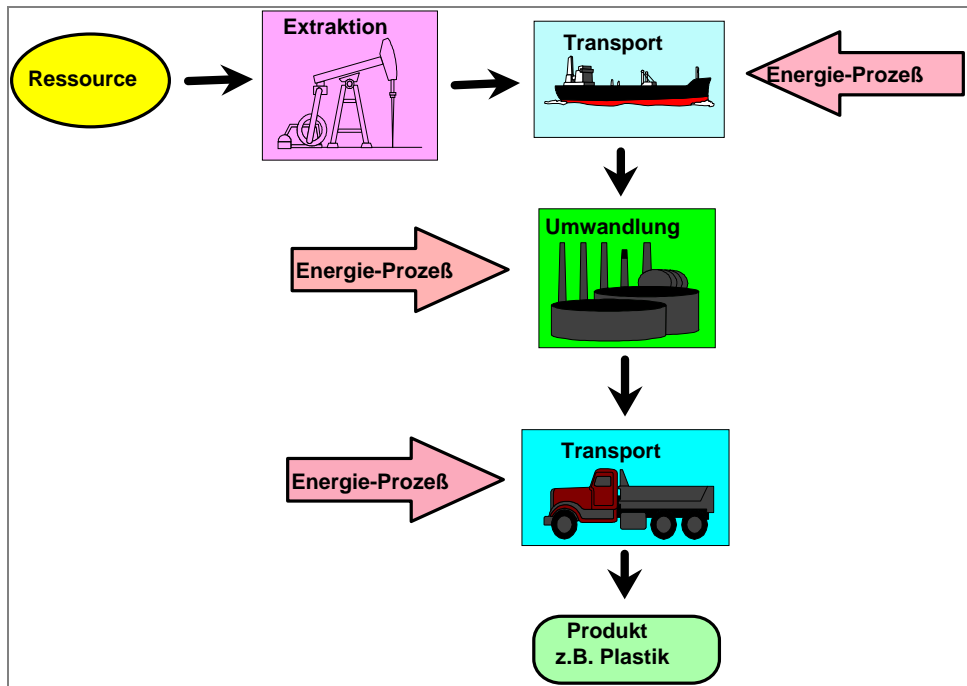 Extraktion
Transport
Ressource
Energie-Prozeß
Umwandlung
Energie-Prozeß
Transport
Energie-Prozeß
Produkt
z.B. Plastik